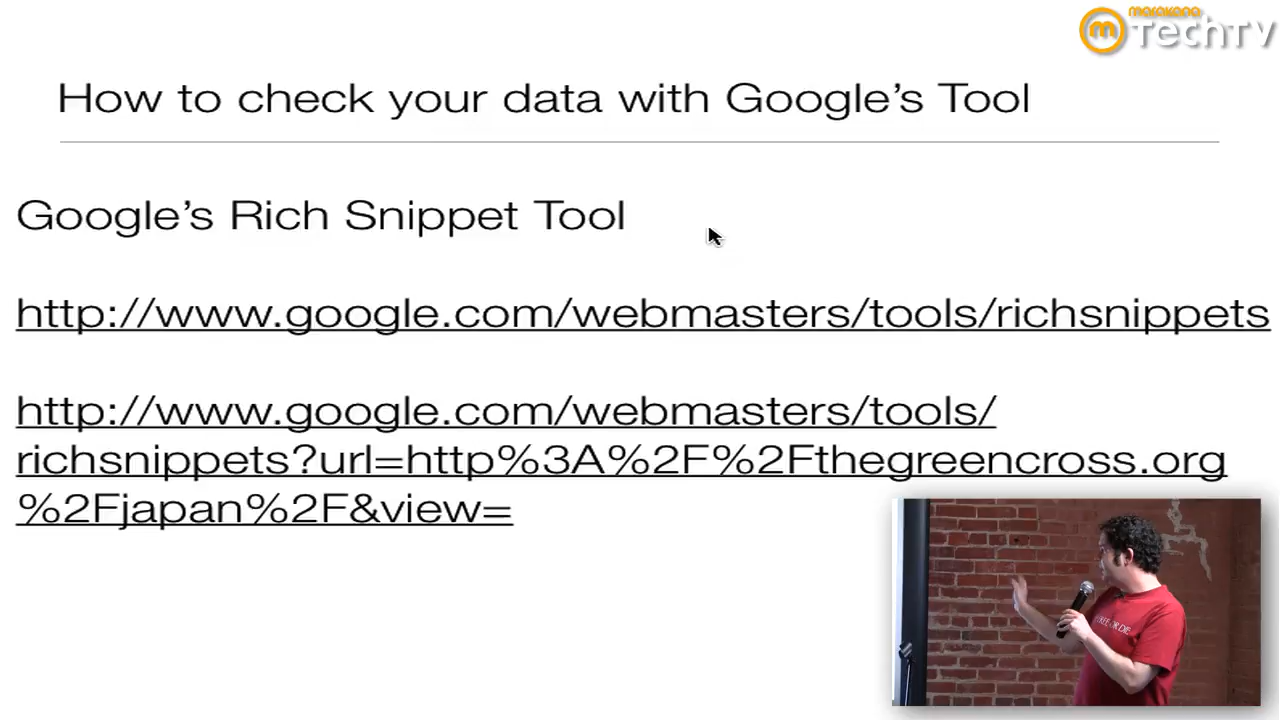 marakana
TechTV
How to check your data with Google's Tool
Google's Rich Snippet Tool
http://www.google.com/webmasters/tools/richsnippets
http://www.google.com/webmasters/tools/
richsnippets?url=http%3A%2F%2Fthegreencross.org
%2Fjapan%2F&view=